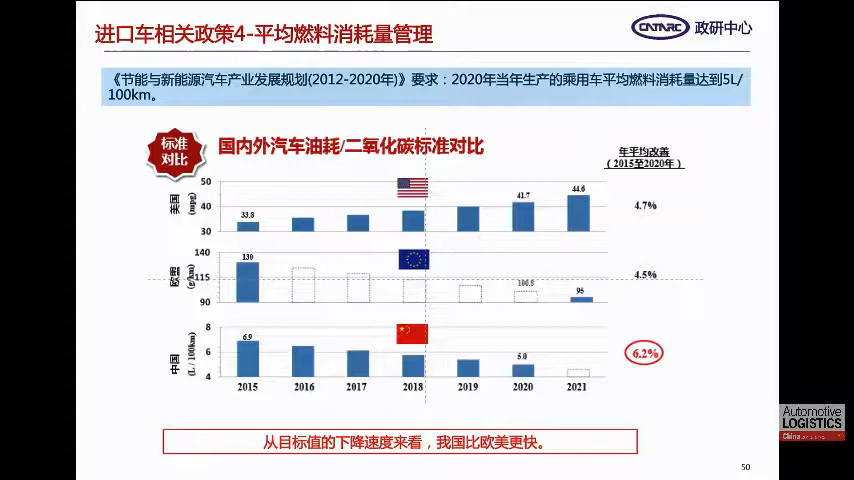 进口车相关政策4-平均燃料消耗量管理
CATARC 政研中心
《节能与新能源汽车产业发展规划(2012-2020年)》要求：2020年当年生产的乘用车平均燃料消耗量达到5L/
100km。
标准
对比
国内外汽车油耗/二氧化碳标准对比
年平均改善
（2015至2020年）
美国
(mpg)
50
40
30
33.8
41.7
44.6
4.7%
欧盟
(g/km)
140
115
90
130
100.8
95
4.5%
中国
(L / 100km)
8
6
4
6.9
5.0
6.2%
2015 2016 2017 2018 2019 2020 2021
从目标值的下降速度来看，我国比欧美更快。
50
Automotive
LOGISTICS
China